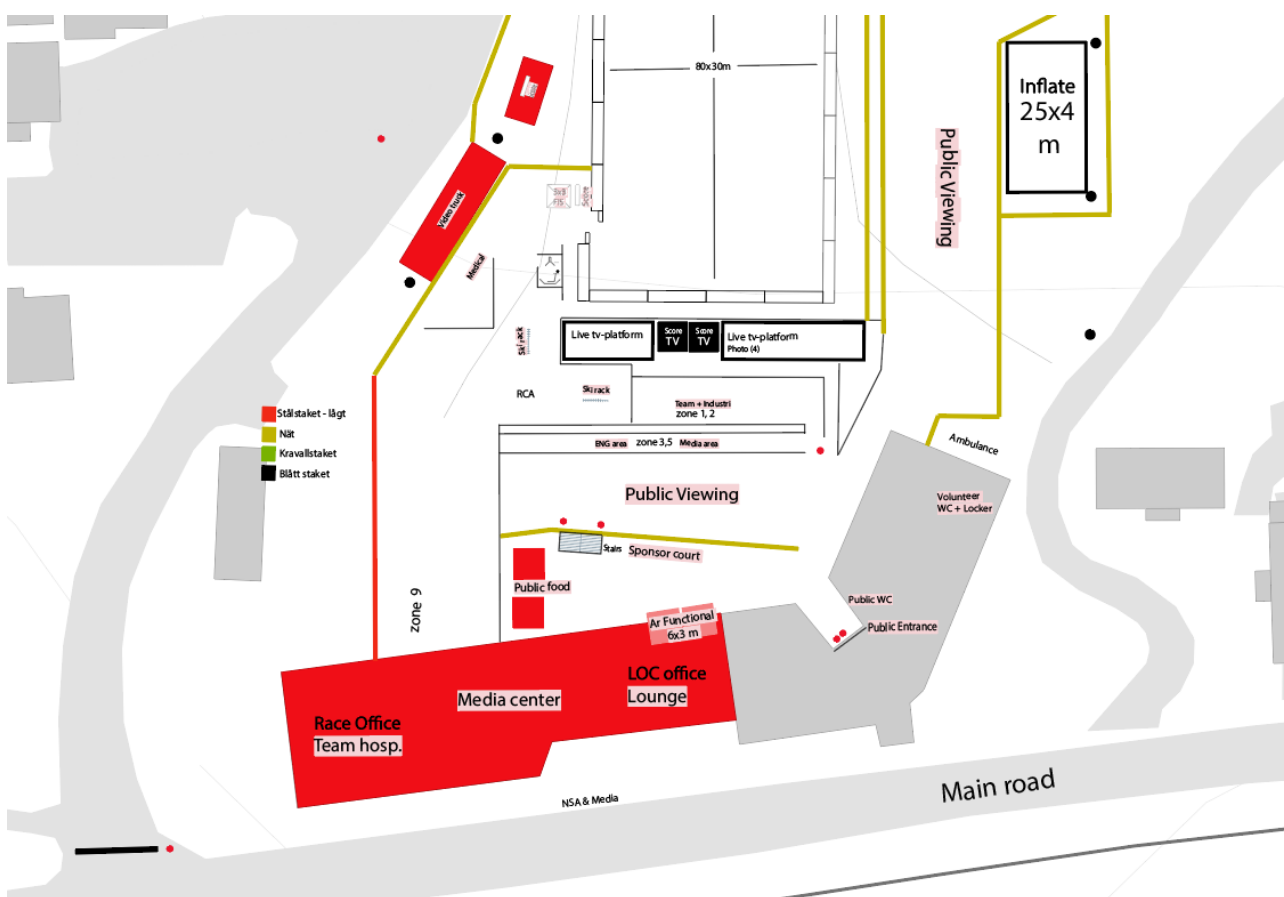 80x30m
Inflate
25x4
m
Public Viewing
Video truck
Medical
Score
Ski rack
Live tv-platform
Score
TV
Score
TV
Live tv-platform
Photo (4)
RCA
Ski rack
Team + Industri
zone 1, 2
Stålstaket - lågt
Nät
Kravallstaket
Blått staket
ENG area
zone 3,5
Media area
Ambulance
Public Viewing
Volunteer
WC + Locker
Stairs
Sponsor court
Public food
zone 9
Public WC
Ar Functional
6x3 m
Public Entrance
LOC office
Lounge
Media center
Race Office
Team hosp.
NSA & Media
Main road